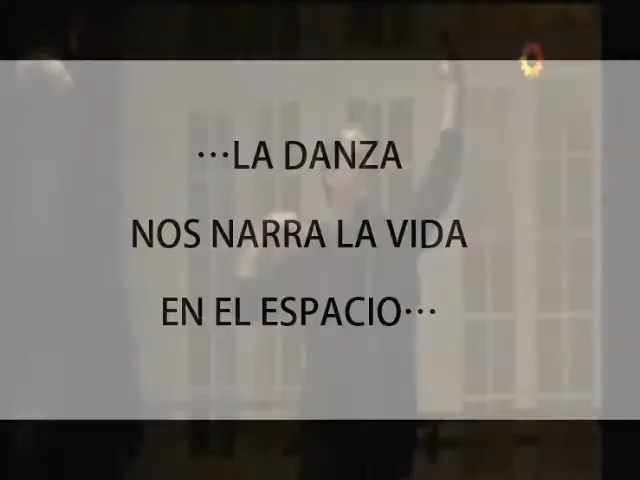 …LA DANZA
NOS NARRA LA VIDA
EN EL ESPACIO…